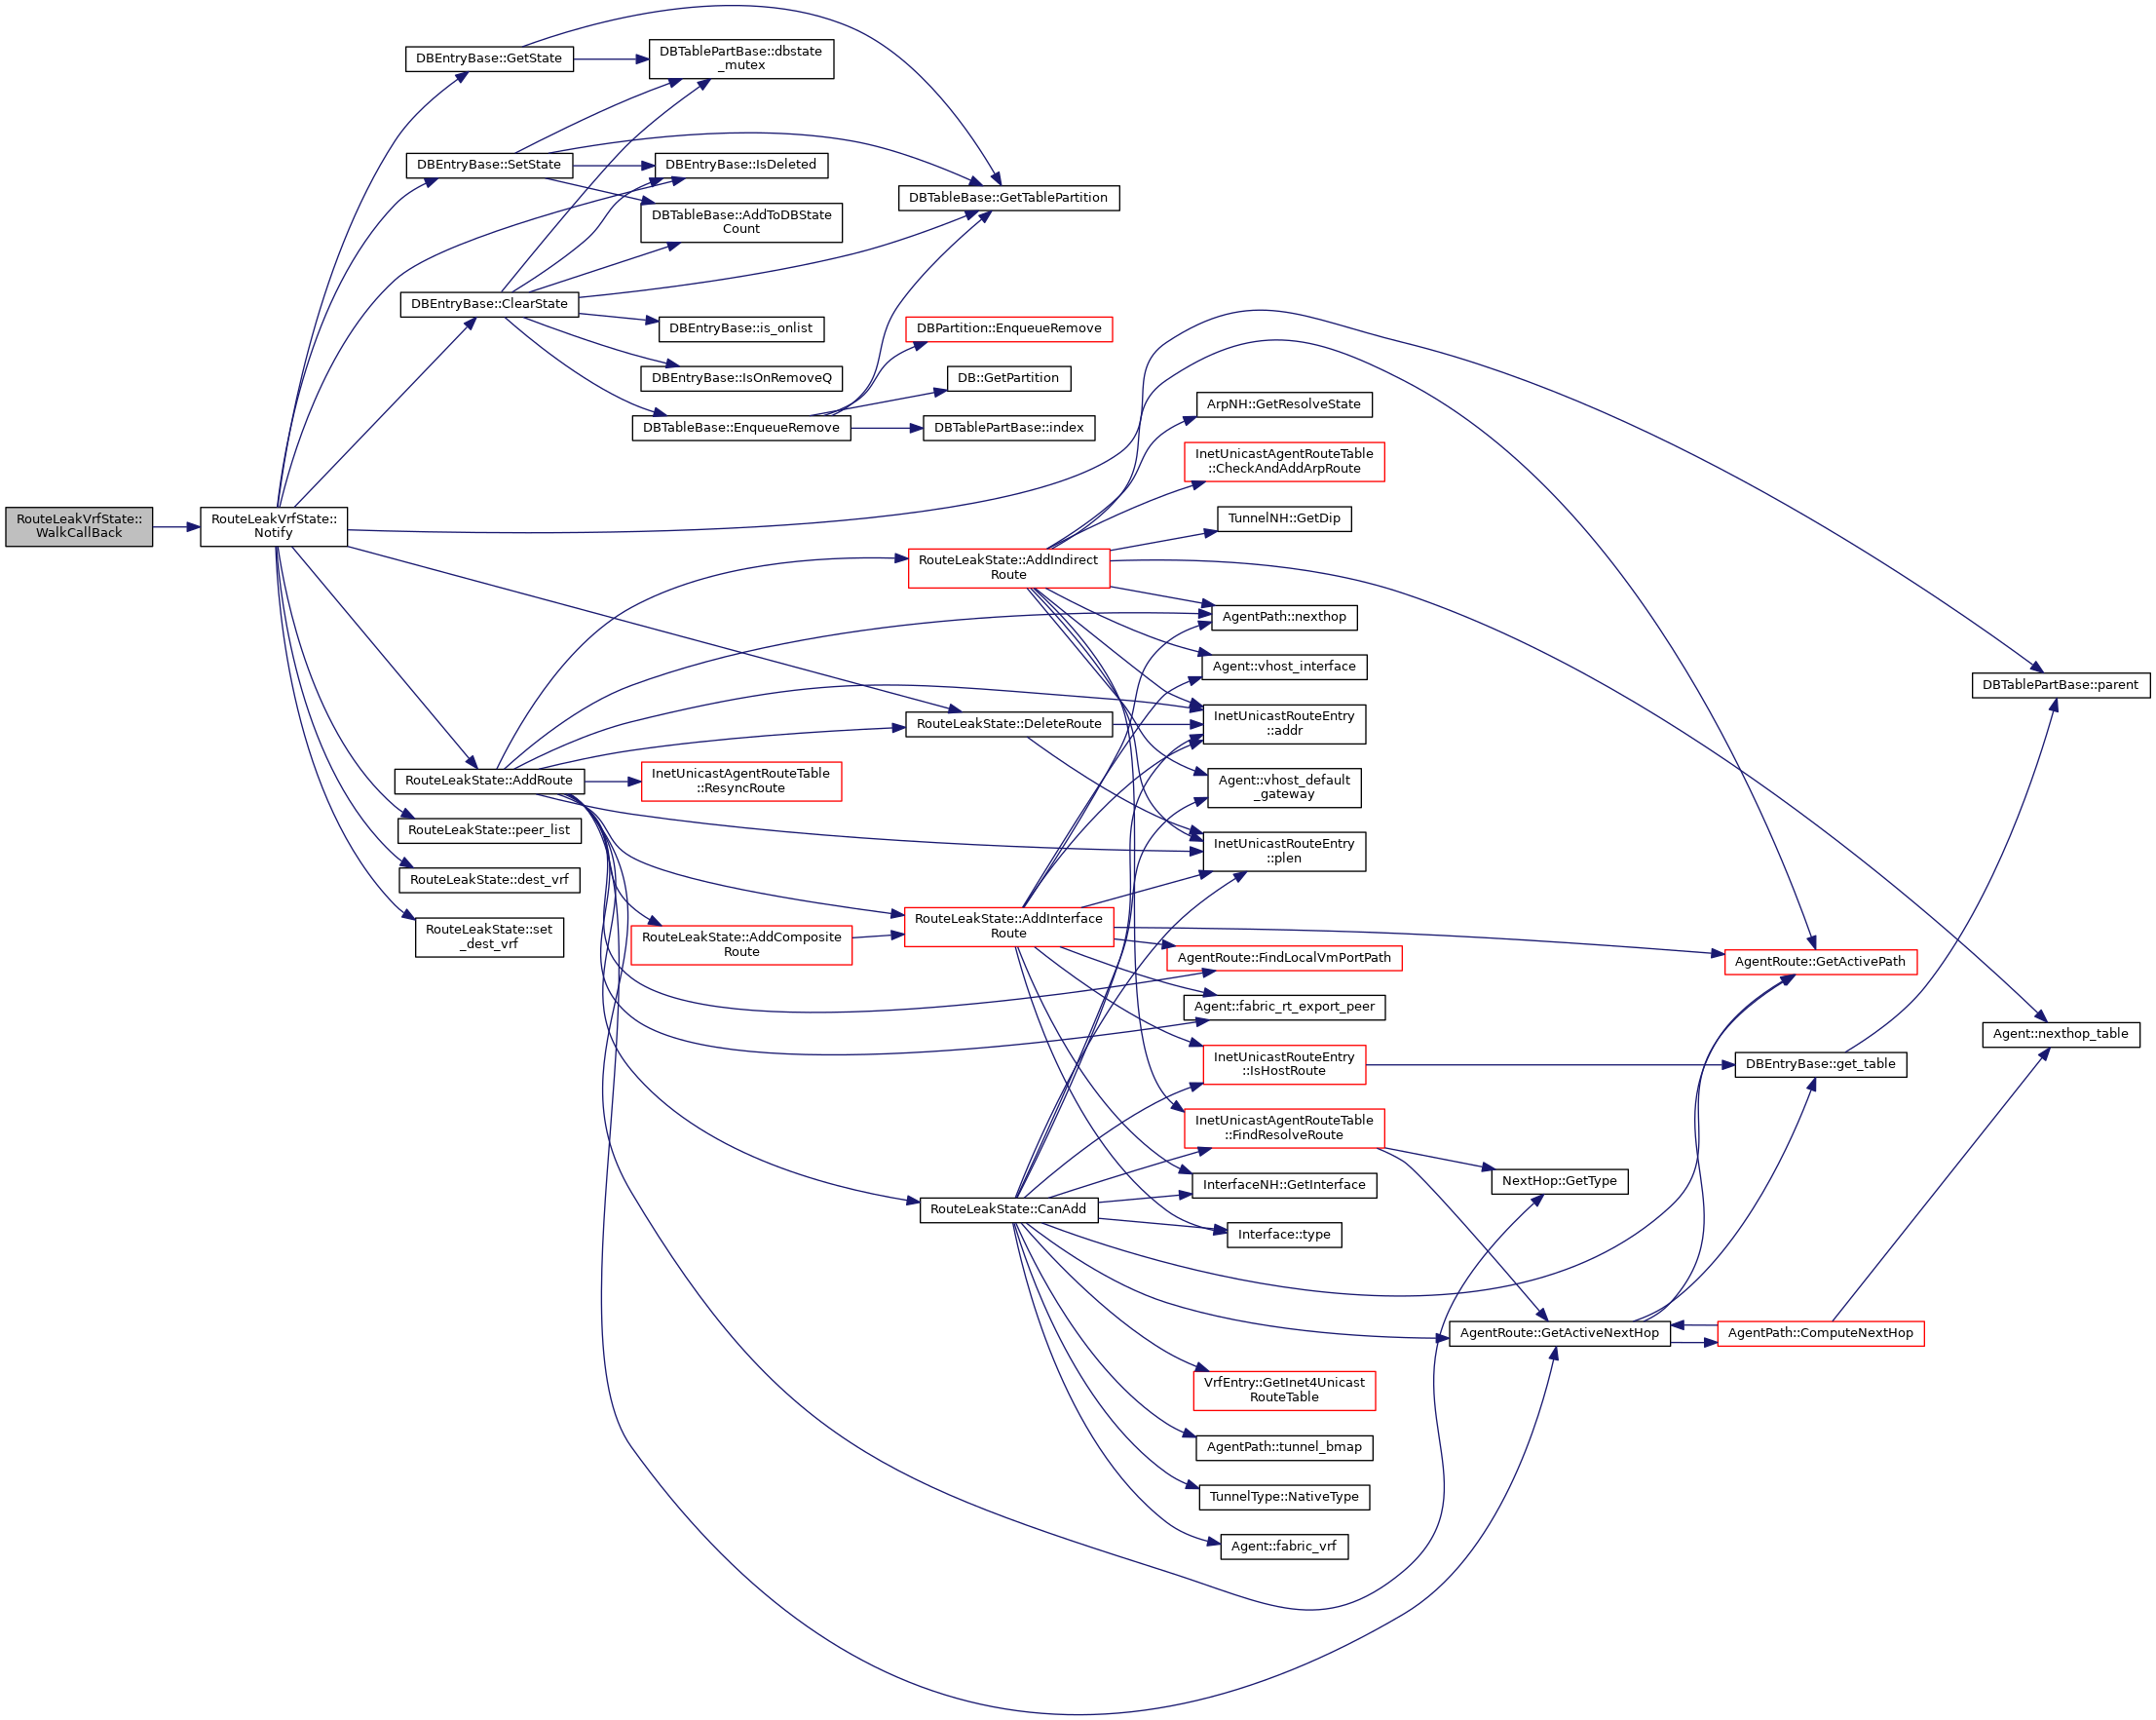 RouteLeakVrfState::
WalkCallBack
RouteLeakVrfState::
Notify
DBEntryBase::GetState
DBEntryBase::SetState
DBEntryBase::ClearState
RouteLeakState::AddRoute
RouteLeakState::peer_list
RouteLeakState::dest_vrf
RouteLeakState::set
_dest_vrf
DBTablePartBase::dbstate
_mutex
DBEntryBase::IsDeleted
DBTableBase::AddToDBState
Count
DBEntryBase::is_onlist
DBEntryBase::IsOnRemoveQ
DBTableBase::EnqueueRemove
InetUnicastAgentRouteTable
::ResyncRoute
RouteLeakState::AddComposite
Route
DBTableBase::GetTablePartition
DBPartition::EnqueueRemove
DB::GetPartition
DBTablePartBase::index
RouteLeakState::AddIndirect
Route
RouteLeakState::DeleteRoute
RouteLeakState::AddInterface
Route
RouteLeakState::CanAdd
ArpNH::GetResolveState
InetUnicastAgentRouteTable
::CheckAndAddArpRoute
TunnelNH::GetDip
AgentPath::nexthop
Agent::vhost_interface
InetUnicastRouteEntry
::addr
Agent::vhost_default
_gateway
InetUnicastRouteEntry
::plen
AgentRoute::FindLocalVmPortPath
Agent::fabric_rt_export_peer
InetUnicastRouteEntry
::IsHostRoute
InetUnicastAgentRouteTable
::FindResolveRoute
InterfaceNH::GetInterface
Interface::type
VrfEntry::GetInet4Unicast
RouteTable
AgentPath::tunnel_bmap
TunnelType::NativeType
Agent::fabric_vrf
NextHop::GetType
AgentRoute::GetActiveNextHop
AgentRoute::GetActivePath
DBEntryBase::get_table
AgentPath::ComputeNextHop
DBTablePartBase::parent
Agent::nexthop_table